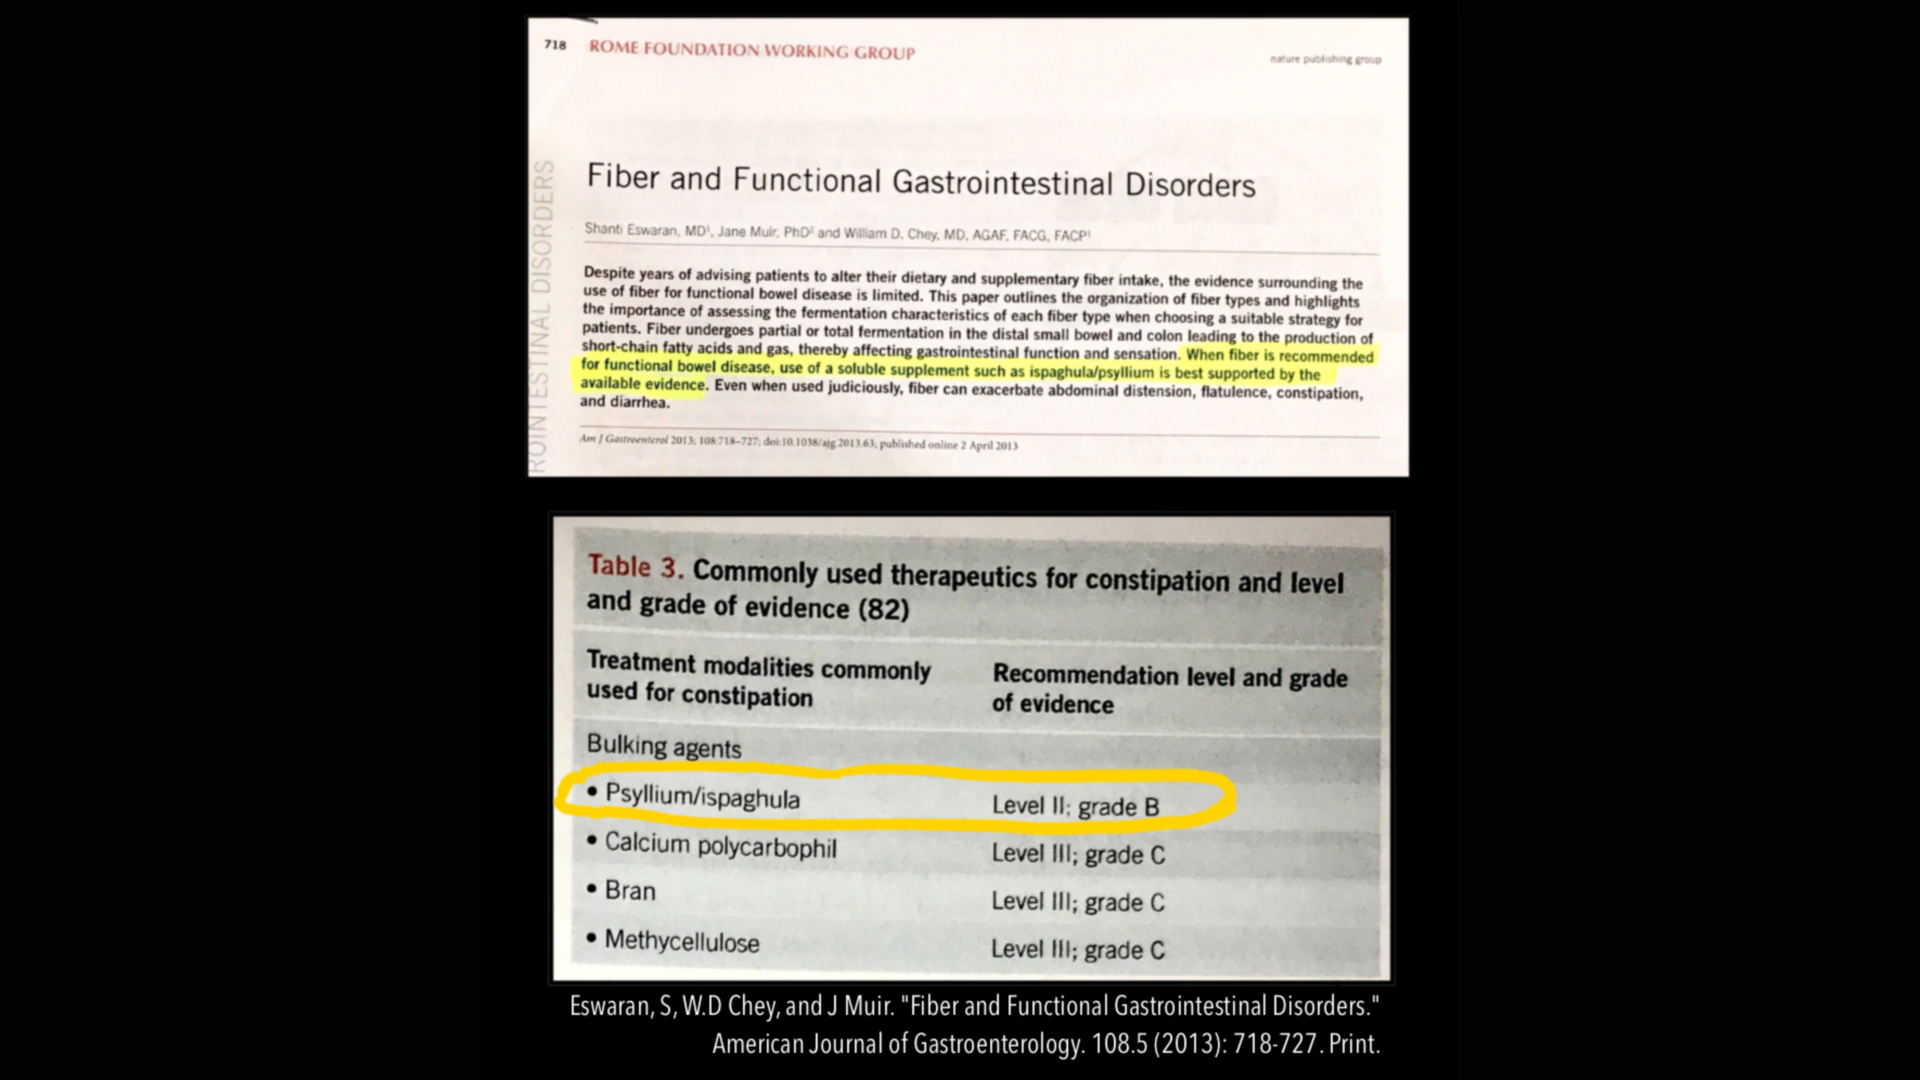 718 ROME FOUNDATION WORKING GROUP
nature publishing group
ROINTESTINAL DISORDERS
Fiber and Functional Gastrointestinal Disorders
Shanti Eswaran, MD¹, Jane Muir, PhD² and William D. Chey, MD, AGAF, FACG, FACP¹
Despite years of advising patients to alter their dietary and supplementary fiber intake, the evidence surrounding the
use of fiber for functional bowel disease is limited. This paper outlines the organization of fiber types and highlights
the importance of assessing the fermentation characteristics of each fiber type when choosing a suitable strategy for
patients. Fiber undergoes partial or total fermentation in the distal small bowel and colon leading to the production of
short-chain fatty acids and gas, thereby affecting gastrointestinal function and sensation. When fiber is recommended
for functional bowel disease, use of a soluble supplement such as ispaghula/psyllium is best supported by the
available evidence. Even when used judiciously, fiber can exacerbate abdominal distension, flatulence, constipation,
and diarrhea.
Am J Gastroenterol 2013; 108:718–727; doi:10.1038/ajg.2013.63; published online 2 April 2013
Table 3. Commonly used therapeutics for constipation and level
and grade of evidence (82)
Treatment modalities commonly
used for constipation
Recommendation level and grade
of evidence
Bulking agents
• Psyllium/ispaghula Level II; grade B
• Calcium polycarbophil Level III; grade C
• Bran Level III; grade C
• Methycellulose Level III; grade C
Eswaran, S, W.D Chey, and J Muir. "Fiber and Functional Gastrointestinal Disorders."
American Journal of Gastroenterology. 108.5 (2013): 718-727. Print.